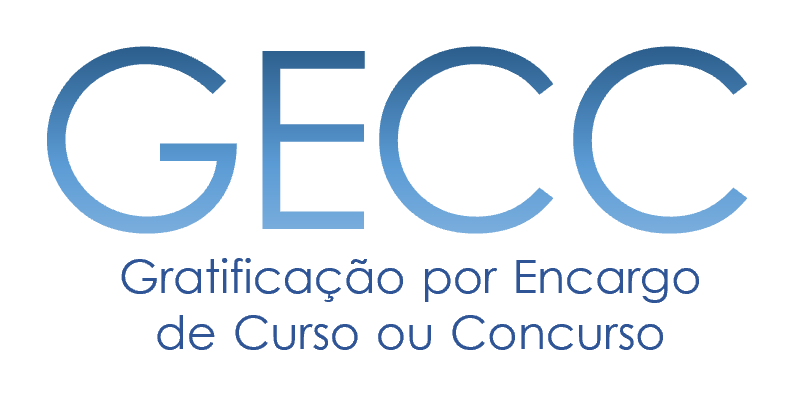 GECC
Gratificação por Encargo
de Curso ou Concurso